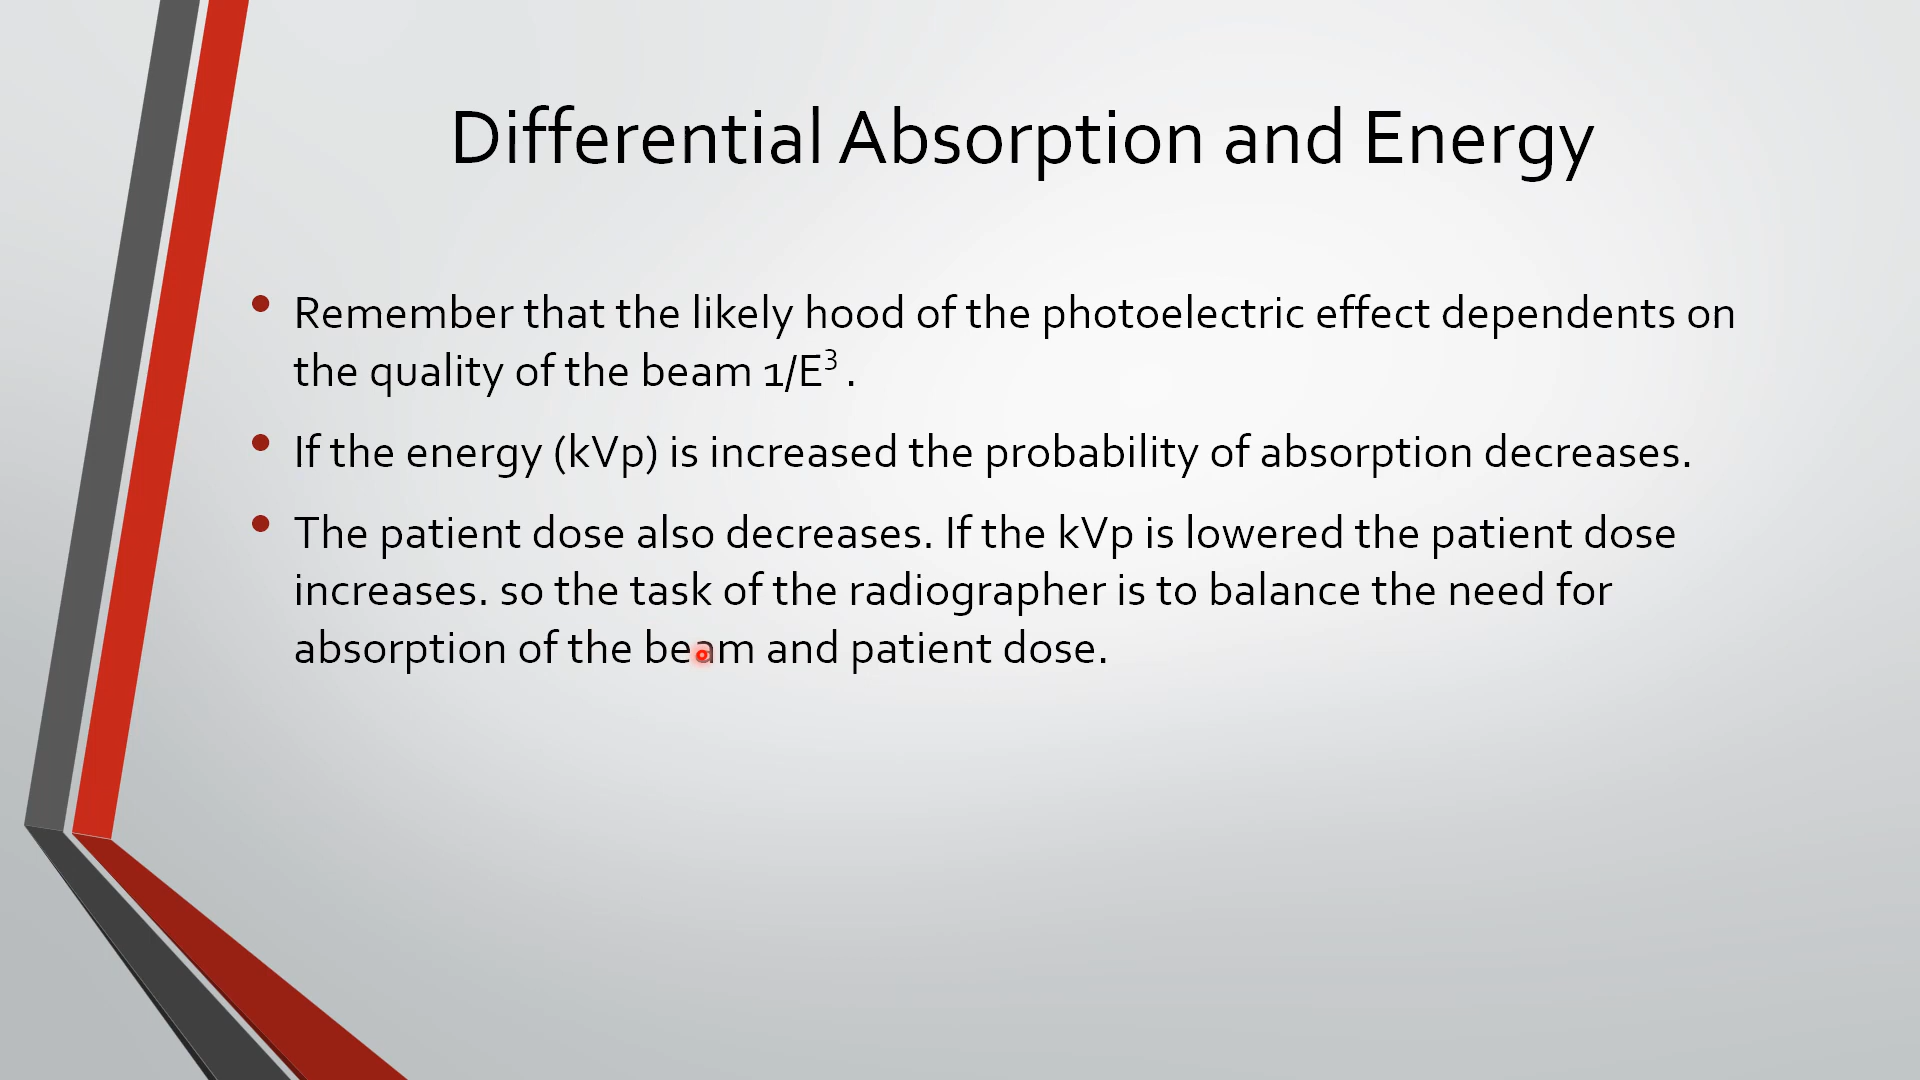 Differential Absorption and Energy
• Remember that the likely hood of the photoelectric effect dependents on
the quality of the beam 1/E³ .
• If the energy (kVp) is increased the probability of absorption decreases.
• The patient dose also decreases. If the kVp is lowered the patient dose
increases. so the task of the radiographer is to balance the need for
absorption of the beam and patient dose.